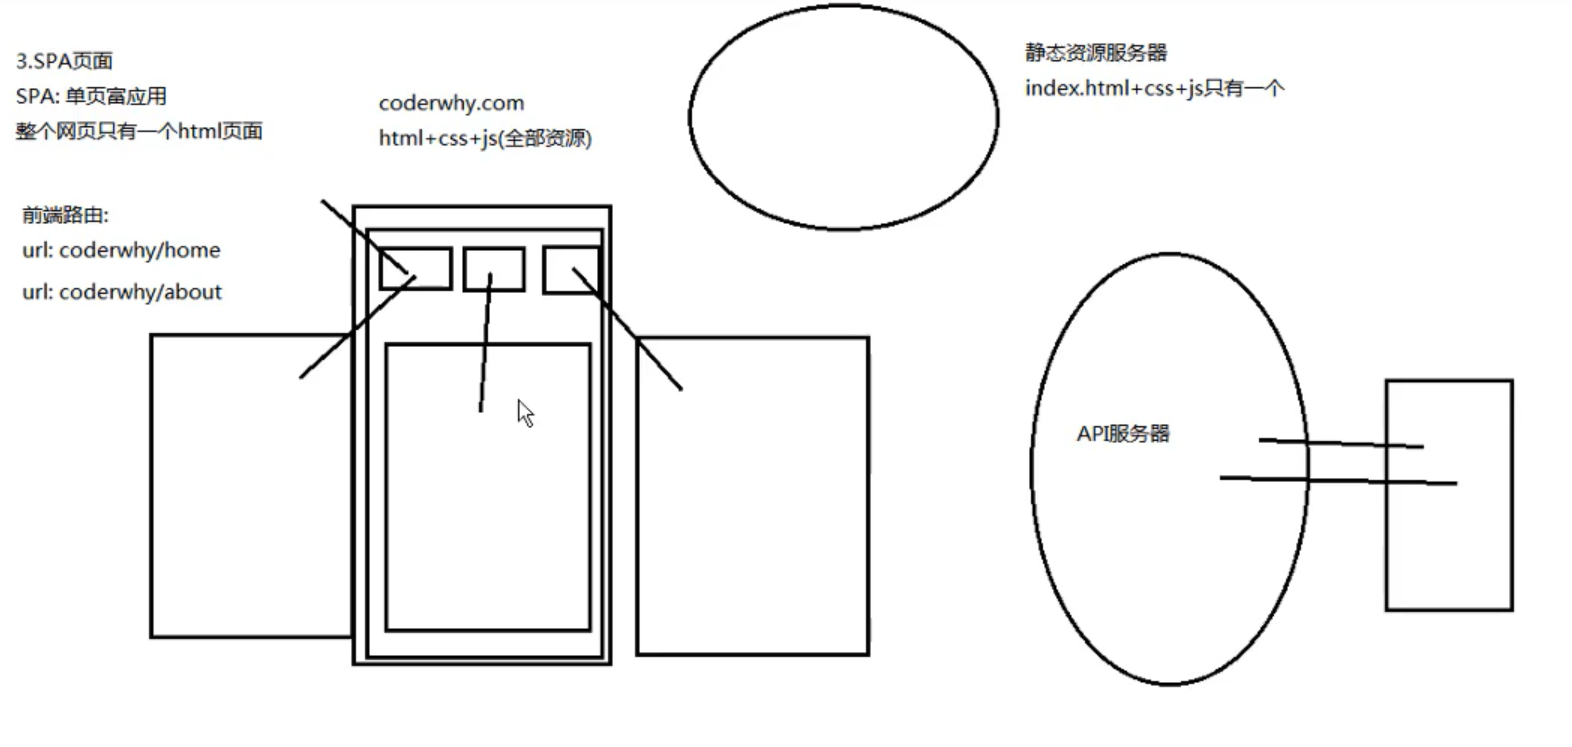 3.SPA页面
SPA: 单页富应用
整个网页只有一个html页面
coderwhy.com
html+css+js(全部资源)
静态资源服务器
index.html+css+js只有一个
前端路由:
url: coderwhy/home
url: coderwhy/about
API服务器